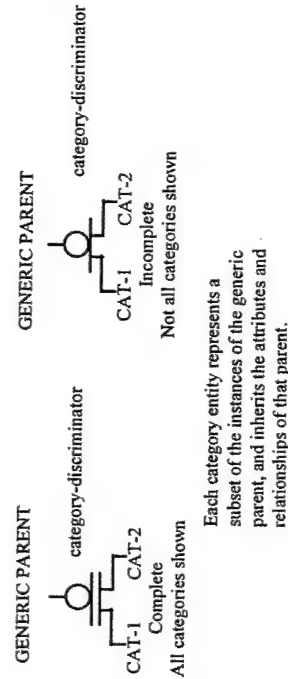 GENERIC PARENT
category-discriminator
CAT-1 CAT-2
Complete
All categories shown
GENERIC PARENT
category-discriminator
CAT-1 CAT-2
Incomplete
Not all categories shown
Each category entity represents a
subset of the instances of the generic
parent, and inherits the attributes and
relationships of that parent.